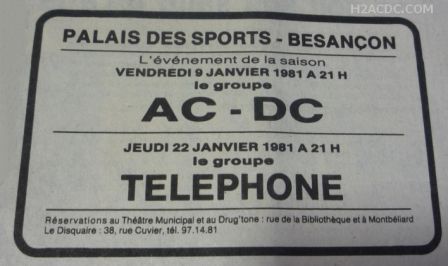 H2ACDC.COM
PALAIS DES SPORTS - BESANÇON
L'événement de la saison
VENDREDI 9 JANVIER 1981 A 21 H
le groupe
AC - DC
JEUDI 22 JANVIER 1981 A 21 H
le groupe
TELEPHONE
Réservations au Théâtre Municipal et au Drug'tone : rue de la Bibliothèque et à Montbéliard
Le Disquaire : 38, rue Cuvier, tél. 97.14.81